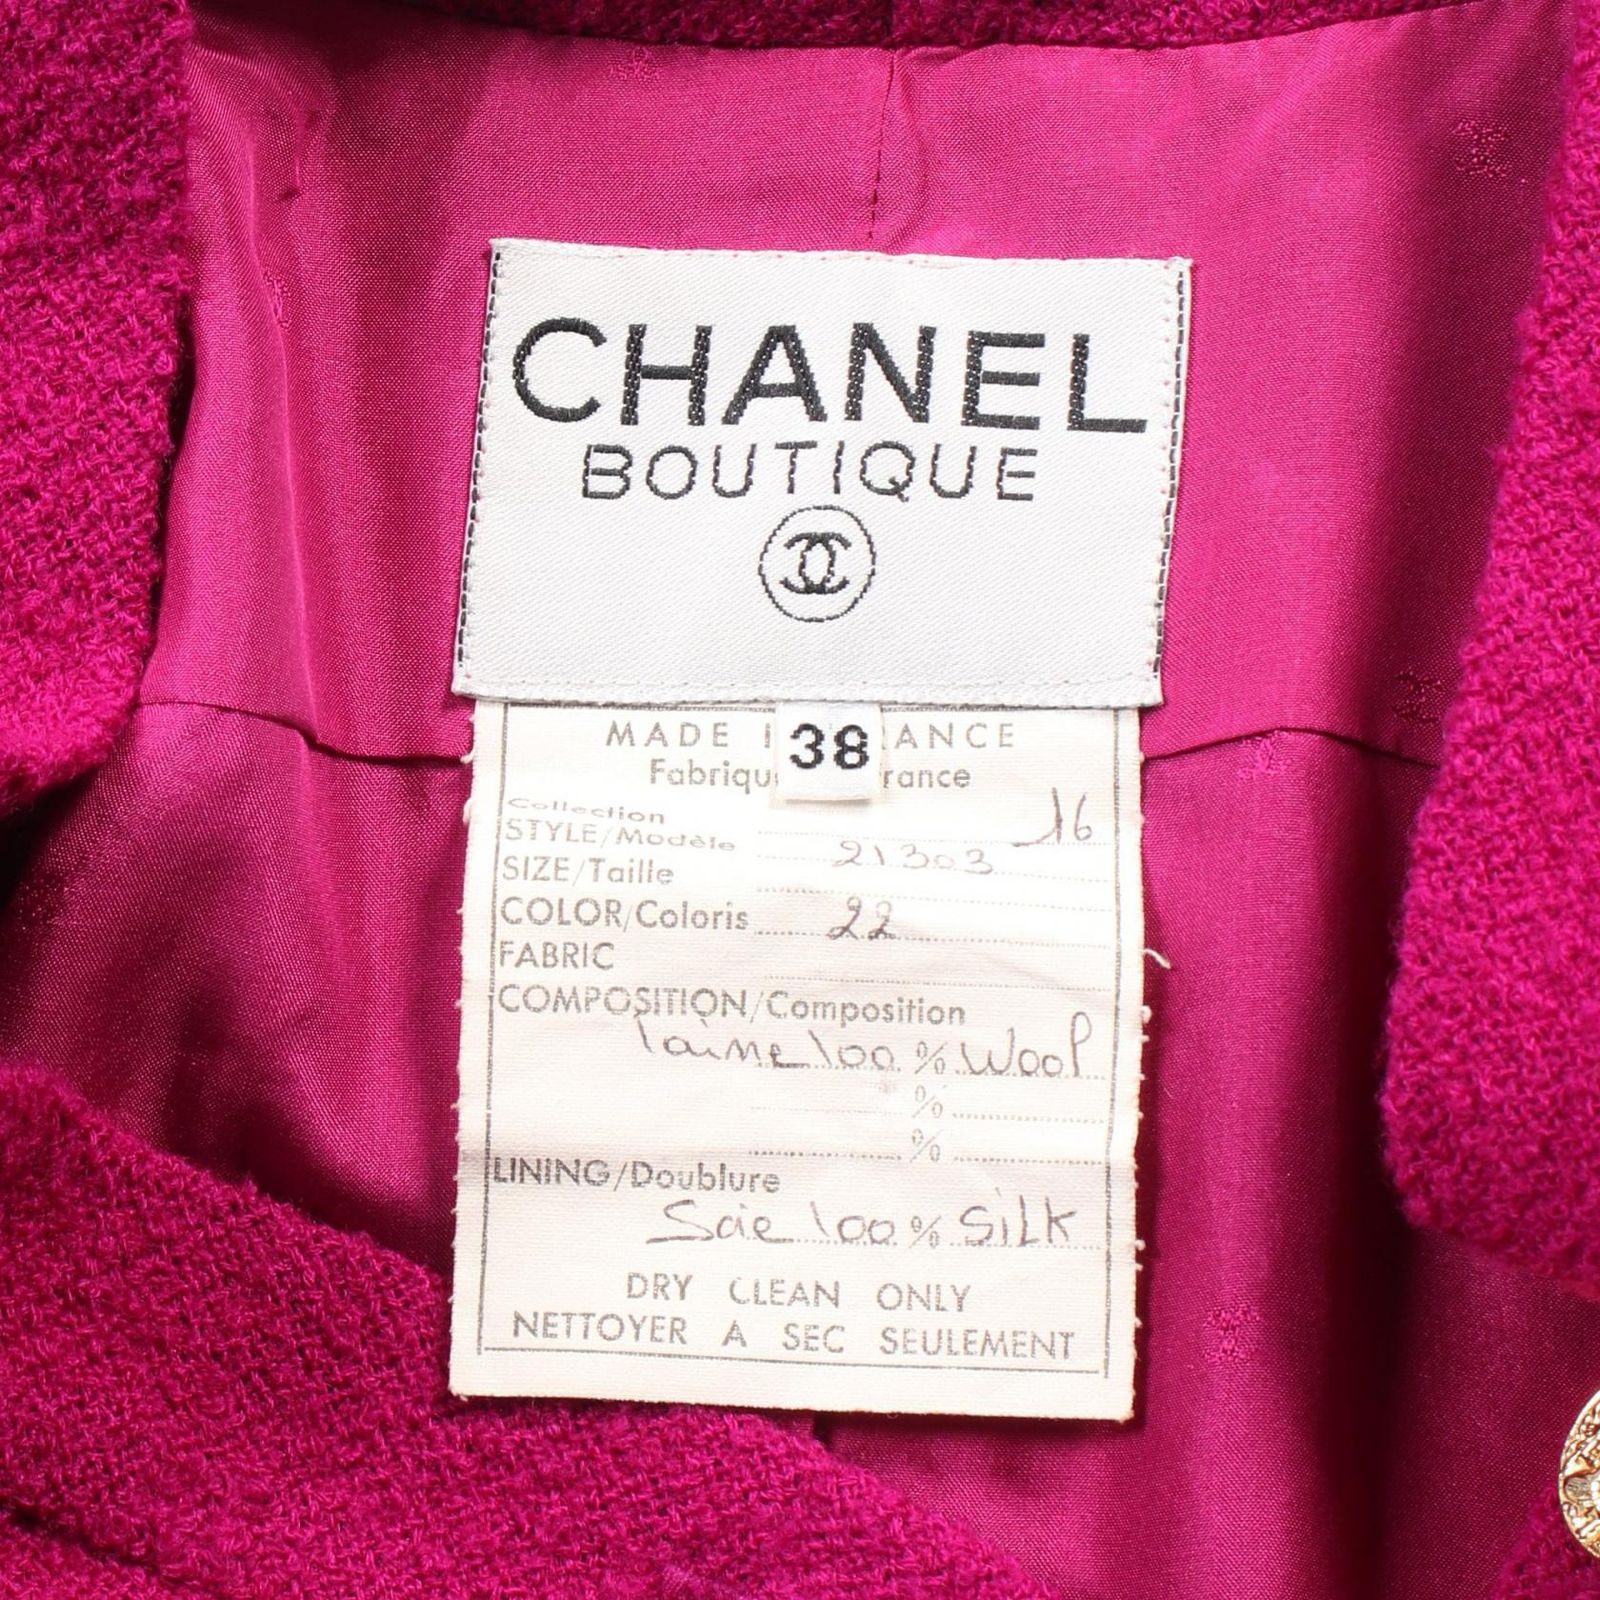 CHANEL
BOUTIQUE
38
MADE I RANCE
Fabriqu rance
Collection 16
STYLE/Modèle 21303
SIZE/Taille
COLOR/Coloris 22
FABRIC
COMPOSITION/Composition
laine 100 % Wool
%
%
LINING/Doublure
Soie 100 % SiLK
DRY CLEAN ONLY
NETTOYER A SEC SEULEMENT